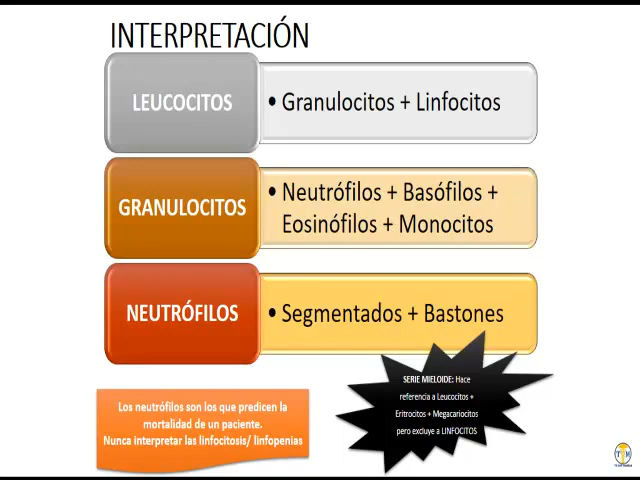 INTERPRETACIÓN
LEUCOCITOS
• Granulocitos + Linfocitos
GRANULOCITOS
• Neutrófilos + Basófilos +
Eosinófilos + Monocitos
NEUTRÓFILOS
• Segmentados + Bastones
SERIE MIELOIDE: Hace
referencia a Leucocitos +
Eritrocitos + Megacariocitos
pero excluye a LINFOCITOS
Los neutrófilos son los que predicen la
mortalidad de un paciente.
Nunca interpretar las linfocitosis/ linfopenias